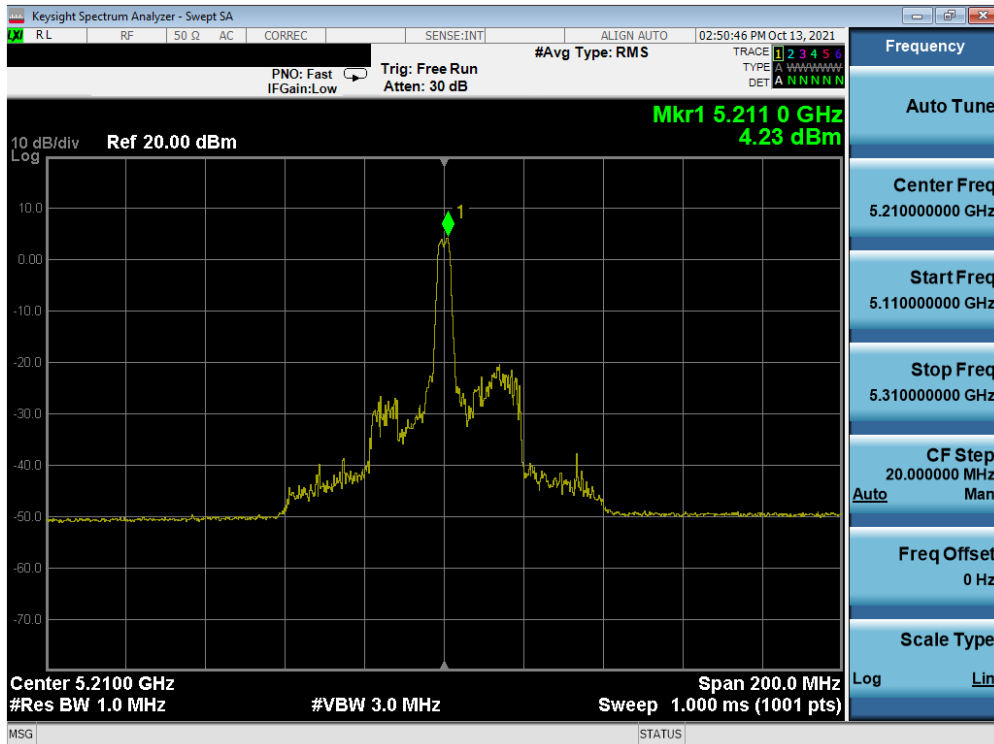 Keysight Spectrum Analyzer - Swept SA
LXI RL RF 50 Ω AC CORREC SENSE:INT ALIGN AUTO 02:50:46 PM Oct 13, 2021
#Avg Type: RMS
TRACE 1 2 3 4 5 6
TYPE A WWWWW
DET A N N N N N
PNO: Fast Trig: Free Run
IFGain:Low Atten: 30 dB
Mkr1 5.211 0 GHz
4.23 dBm
10 dB/div Ref 20.00 dBm
Log
1
10.0
0.00
-10.0
-20.0
-30.0
-40.0
-50.0
-60.0
-70.0
Center 5.2100 GHz Span 200.0 MHz
#Res BW 1.0 MHz #VBW 3.0 MHz Sweep 1.000 ms (1001 pts)
MSG STATUS
Frequency
Auto Tune
Center Freq
5.210000000 GHz
Start Freq
5.110000000 GHz
Stop Freq
5.310000000 GHz
CF Step
20.000000 MHz
Auto Man
Freq Offset
0 Hz
Scale Type
Log Lin